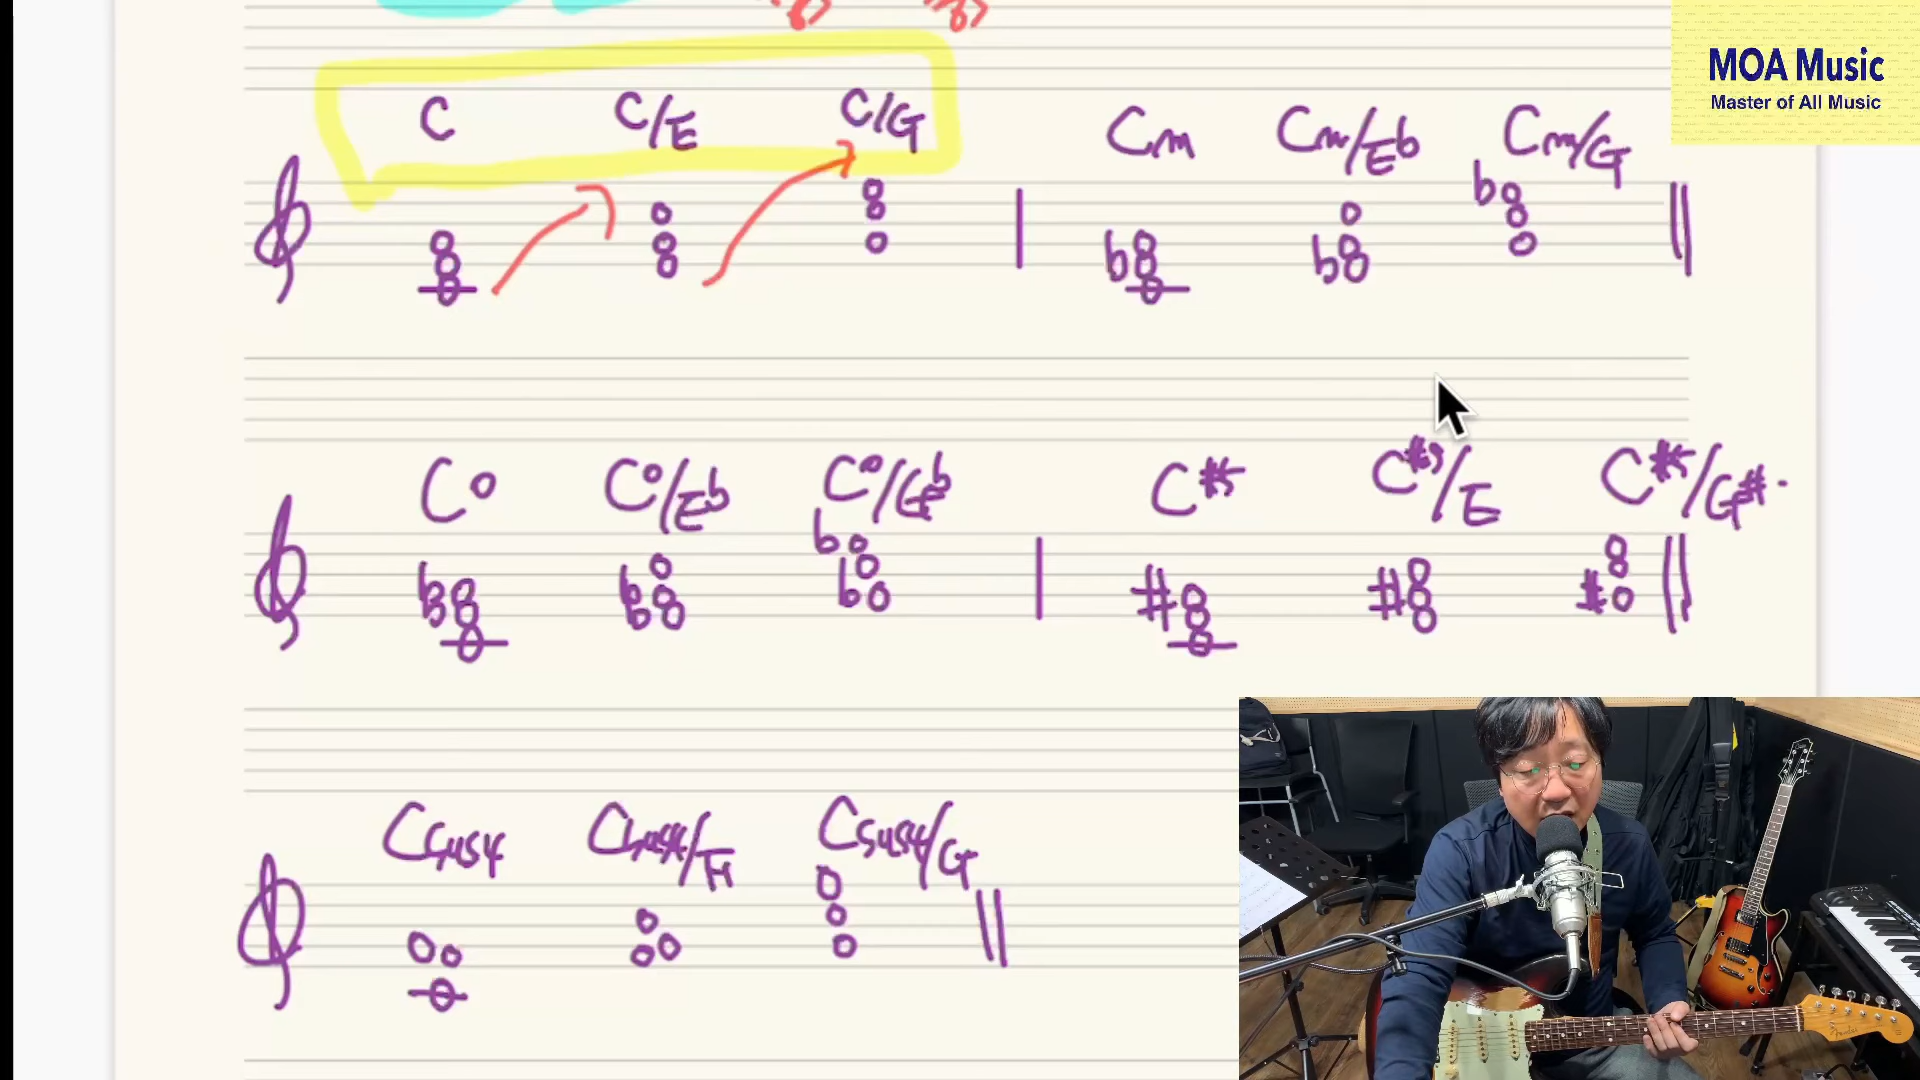 MOA Music
Master of All Music
C C/E C/G Cm Cm/Eb Cm/G
C° C°/Eb C°/Gb C#5 C#5/E C#5/G#
Csus4 Csus4/F Csus4/G